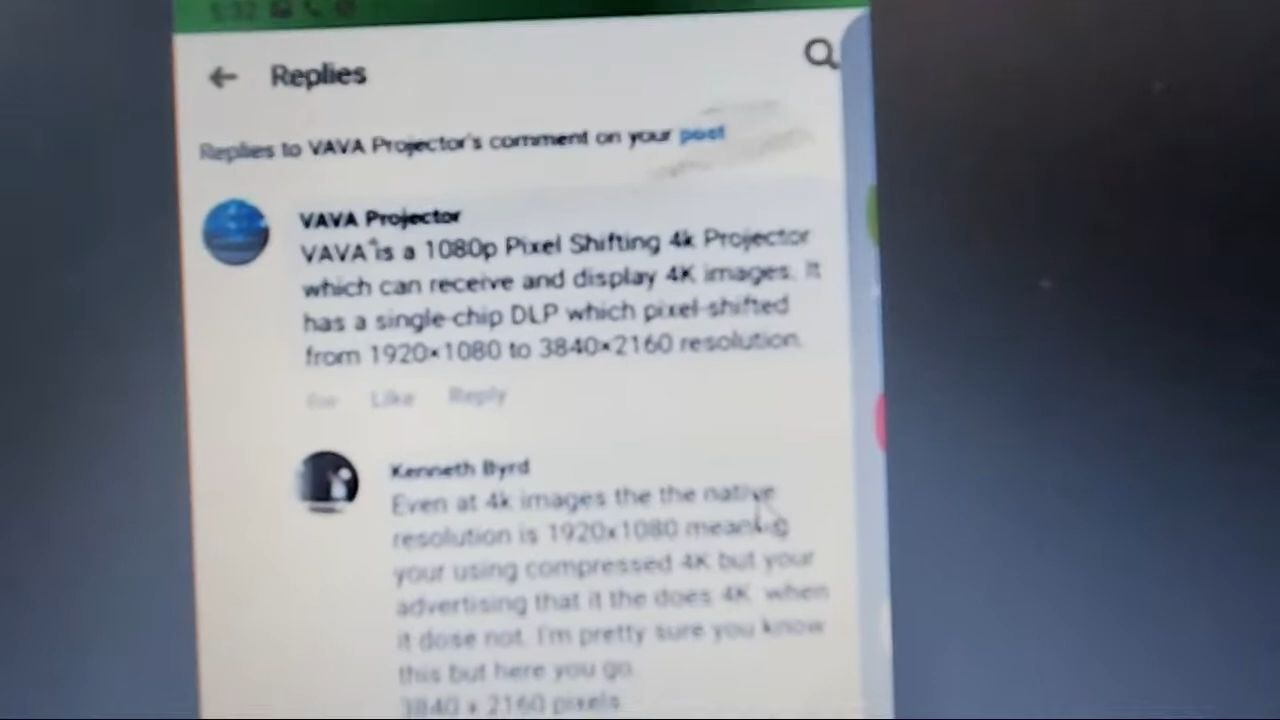 5:32
Replies
Replies to VAVA Projector's comment on your post
VAVA Projector
VAVA is a 1080p Pixel Shifting 4k Projector
which can receive and display 4K images. It
has a single-chip DLP which pixel-shifted
from 1920×1080 to 3840×2160 resolution.
Like Reply
Kenneth Byrd
Even at 4k images the the native
resolution is 1920x1080 meaning
your using compressed 4K but your
advertising that it the does 4K when
it dose not. I'm pretty sure you know
this but here you go.
3840 x 2160 pixels